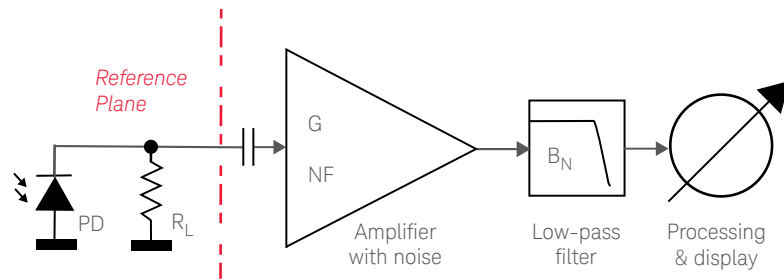 Reference
Plane
PD
R_L
G
NF
Amplifier
with noise
B_N
Low-pass
filter
Processing
& display